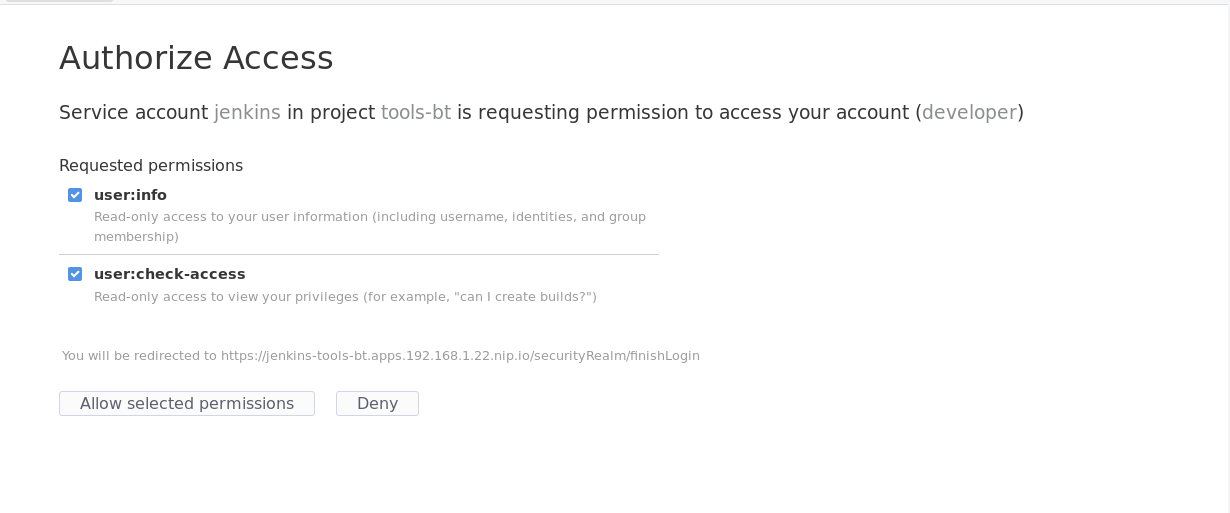 Authorize Access
Service account jenkins in project tools-bt is requesting permission to access your account (developer)
Requested permissions
user:info
Read-only access to your user information (including username, identities, and group
membership)
user:check-access
Read-only access to view your privileges (for example, "can I create builds?")
You will be redirected to https://jenkins-tools-bt.apps.192.168.1.22.nip.io/securityRealm/finishLogin
Allow selected permissions Deny